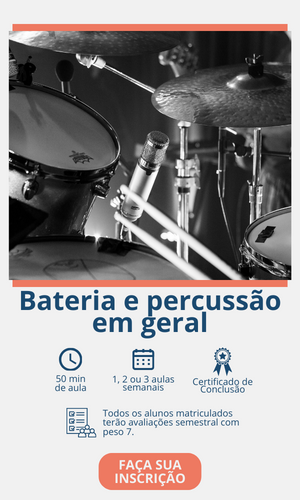 Bateria e percussão
em geral
50 min
de aula
1, 2 ou 3 aulas
semanais
Certificado de
Conclusão
Todos os alunos matriculados
terão avaliações semestral com
peso 7.
FAÇA SUA
INSCRIÇÃO